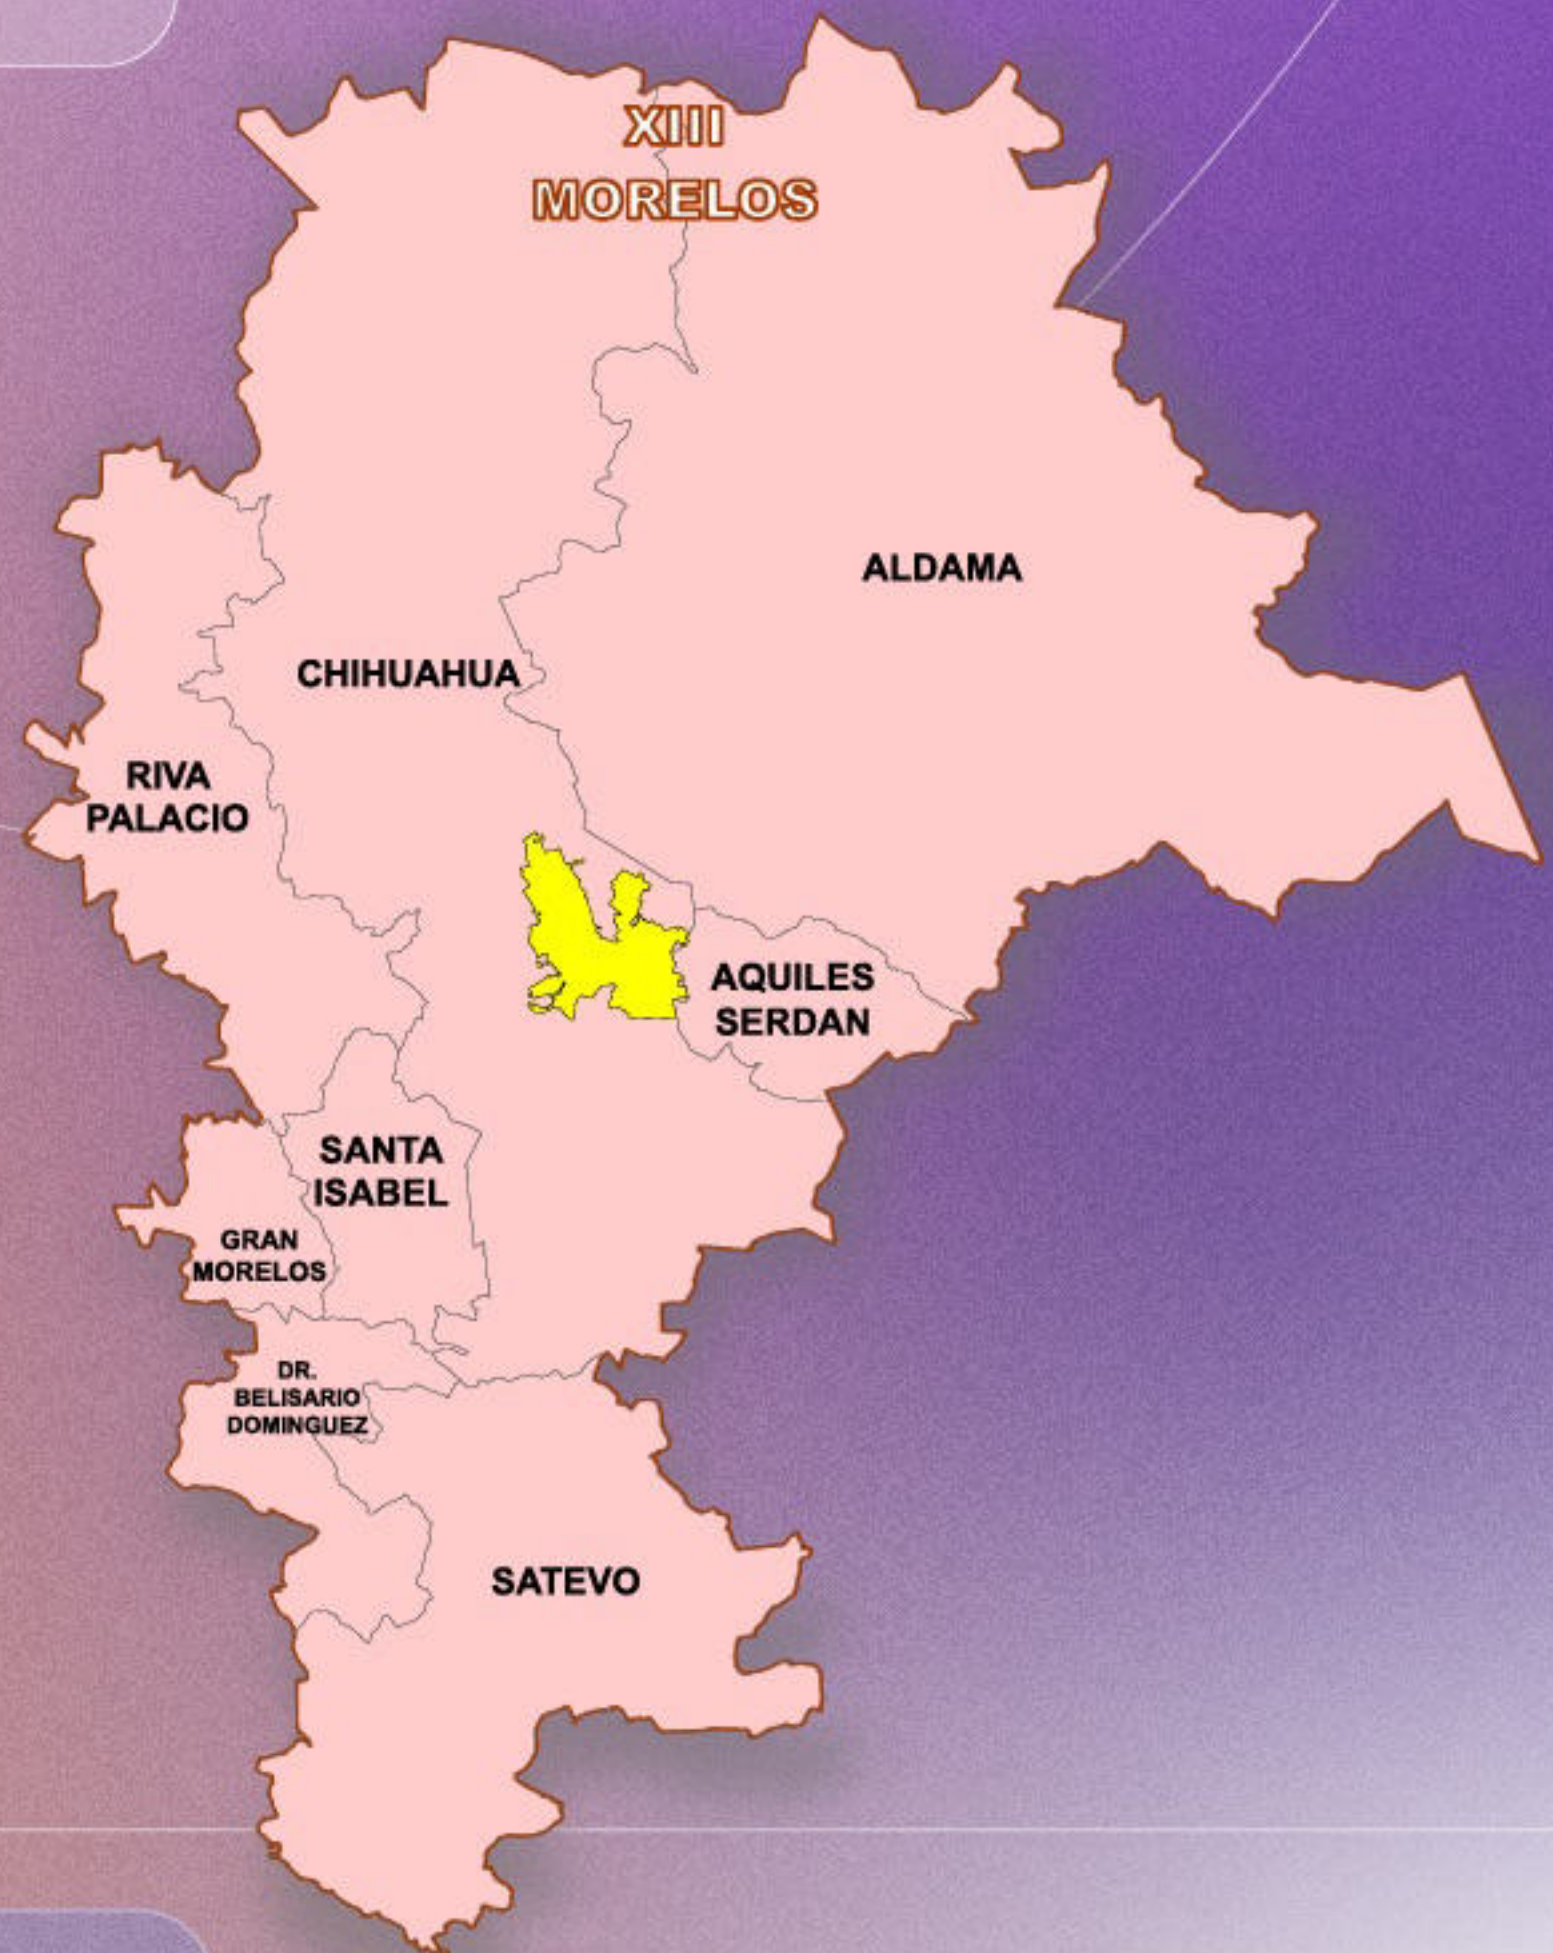 XIII
MORELOS
ALDAMA
CHIHUAHUA
RIVA
PALACIO
AQUILES
SERDAN
SANTA
ISABEL
GRAN
MORELOS
DR.
BELISARIO
DOMINGUEZ
SATEVO